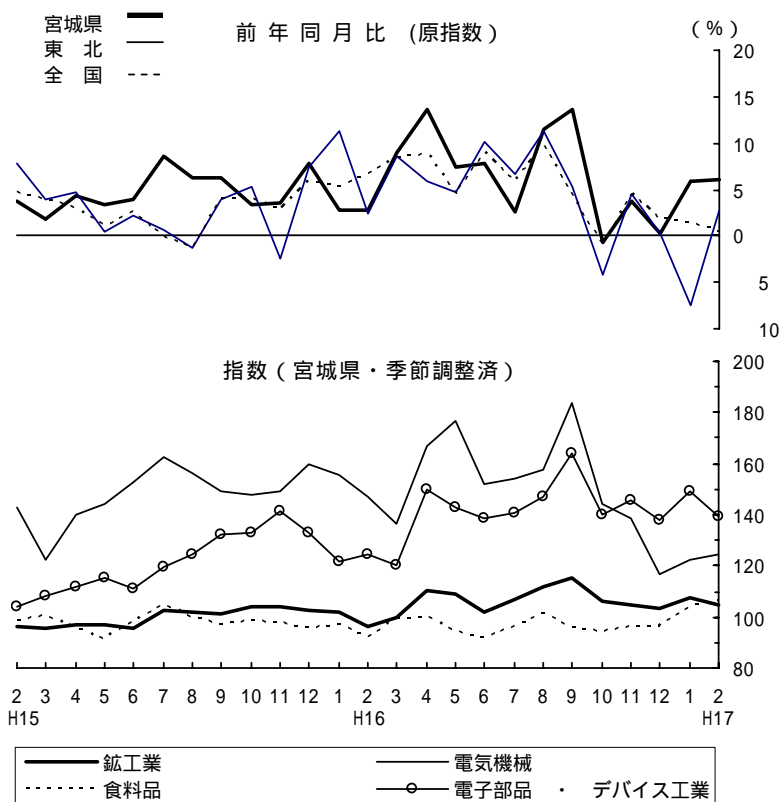 宮城県
東 北
全 国
前 年 同 月 比 (原指数)
(%)
20
15
10
5
0
5
10
指数(宮城県・季節調整済)
200
180
160
140
120
100
80
2 3 4 5 6 7 8 9 10 11 12 1 2 3 4 5 6 7 8 9 10 11 12 1 2
H15 H16 H17
鉱工業 電気機械
食料品 電子部品 ・ デバイス工業